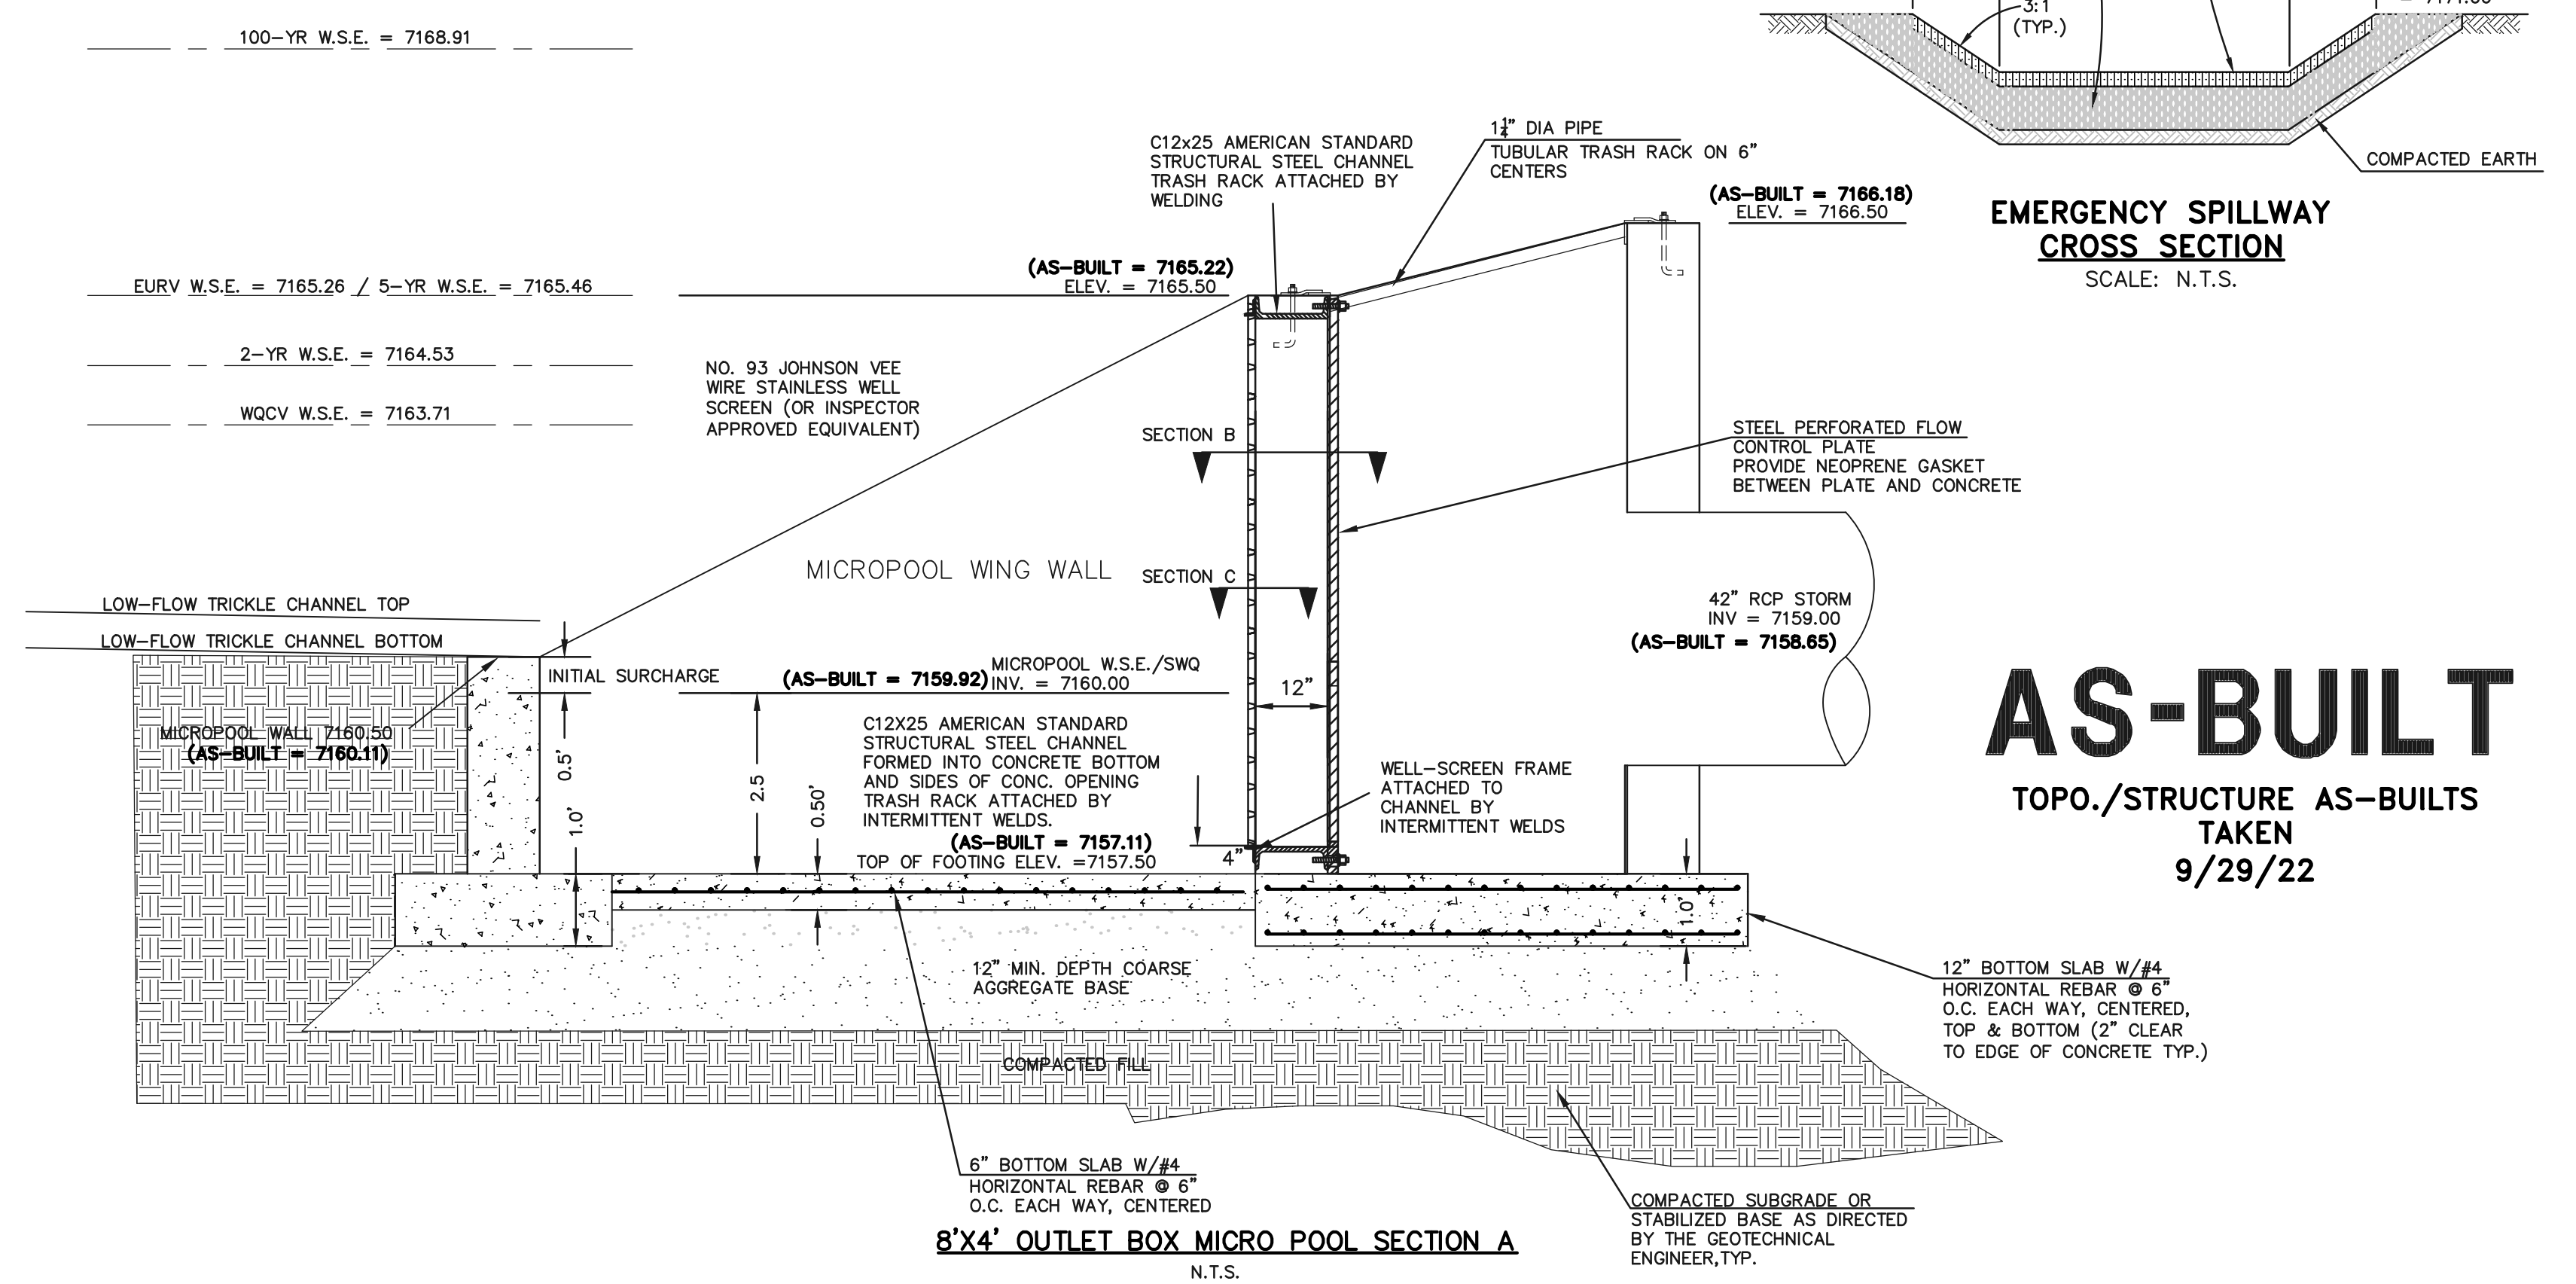 100-YR W.S.E. = 7168.91
3:1
(TYP.)
COMPACTED EARTH
EMERGENCY SPILLWAY
CROSS SECTION
SCALE: N.T.S.
C12x25 AMERICAN STANDARD
STRUCTURAL STEEL CHANNEL
TRASH RACK ATTACHED BY
WELDING
1¼" DIA PIPE
TUBULAR TRASH RACK ON 6"
CENTERS
(AS-BUILT = 7166.18)
ELEV. = 7166.50
(AS-BUILT = 7165.22)
ELEV. = 7165.50
EURV W.S.E. = 7165.26 / 5-YR W.S.E. = 7165.46
2-YR W.S.E. = 7164.53
WQCV W.S.E. = 7163.71
NO. 93 JOHNSON VEE
WIRE STAINLESS WELL
SCREEN (OR INSPECTOR
APPROVED EQUIVALENT)
SECTION B
STEEL PERFORATED FLOW
CONTROL PLATE
PROVIDE NEOPRENE GASKET
BETWEEN PLATE AND CONCRETE
MICROPOOL WING WALL
SECTION C
LOW-FLOW TRICKLE CHANNEL TOP
LOW-FLOW TRICKLE CHANNEL BOTTOM
42" RCP STORM
INV = 7159.00
(AS-BUILT = 7158.65)
INITIAL SURCHARGE
(AS-BUILT = 7159.92)
MICROPOOL W.S.E./SWQ
INV. = 7160.00
12"
MICROPOOL WALL 7160.50
(AS-BUILT = 7160.11)
0.5'
1.0'
2.5
0.50'
C12X25 AMERICAN STANDARD
STRUCTURAL STEEL CHANNEL
FORMED INTO CONCRETE BOTTOM
AND SIDES OF CONC. OPENING
TRASH RACK ATTACHED BY
INTERMITTENT WELDS.
(AS-BUILT = 7157.11)
TOP OF FOOTING ELEV. =7157.50
4"
WELL-SCREEN FRAME
ATTACHED TO
CHANNEL BY
INTERMITTENT WELDS
AS-BUILT
TOPO./STRUCTURE AS-BUILTS
TAKEN
9/29/22
1.0'
12" MIN. DEPTH COARSE
AGGREGATE BASE
12" BOTTOM SLAB W/#4
HORIZONTAL REBAR @ 6"
O.C. EACH WAY, CENTERED,
TOP & BOTTOM (2" CLEAR
TO EDGE OF CONCRETE TYP.)
COMPACTED FILL
6" BOTTOM SLAB W/#4
HORIZONTAL REBAR @ 6"
O.C. EACH WAY, CENTERED
COMPACTED SUBGRADE OR
STABILIZED BASE AS DIRECTED
BY THE GEOTECHNICAL
ENGINEER,TYP.
8'X4' OUTLET BOX MICRO POOL SECTION A
N.T.S.